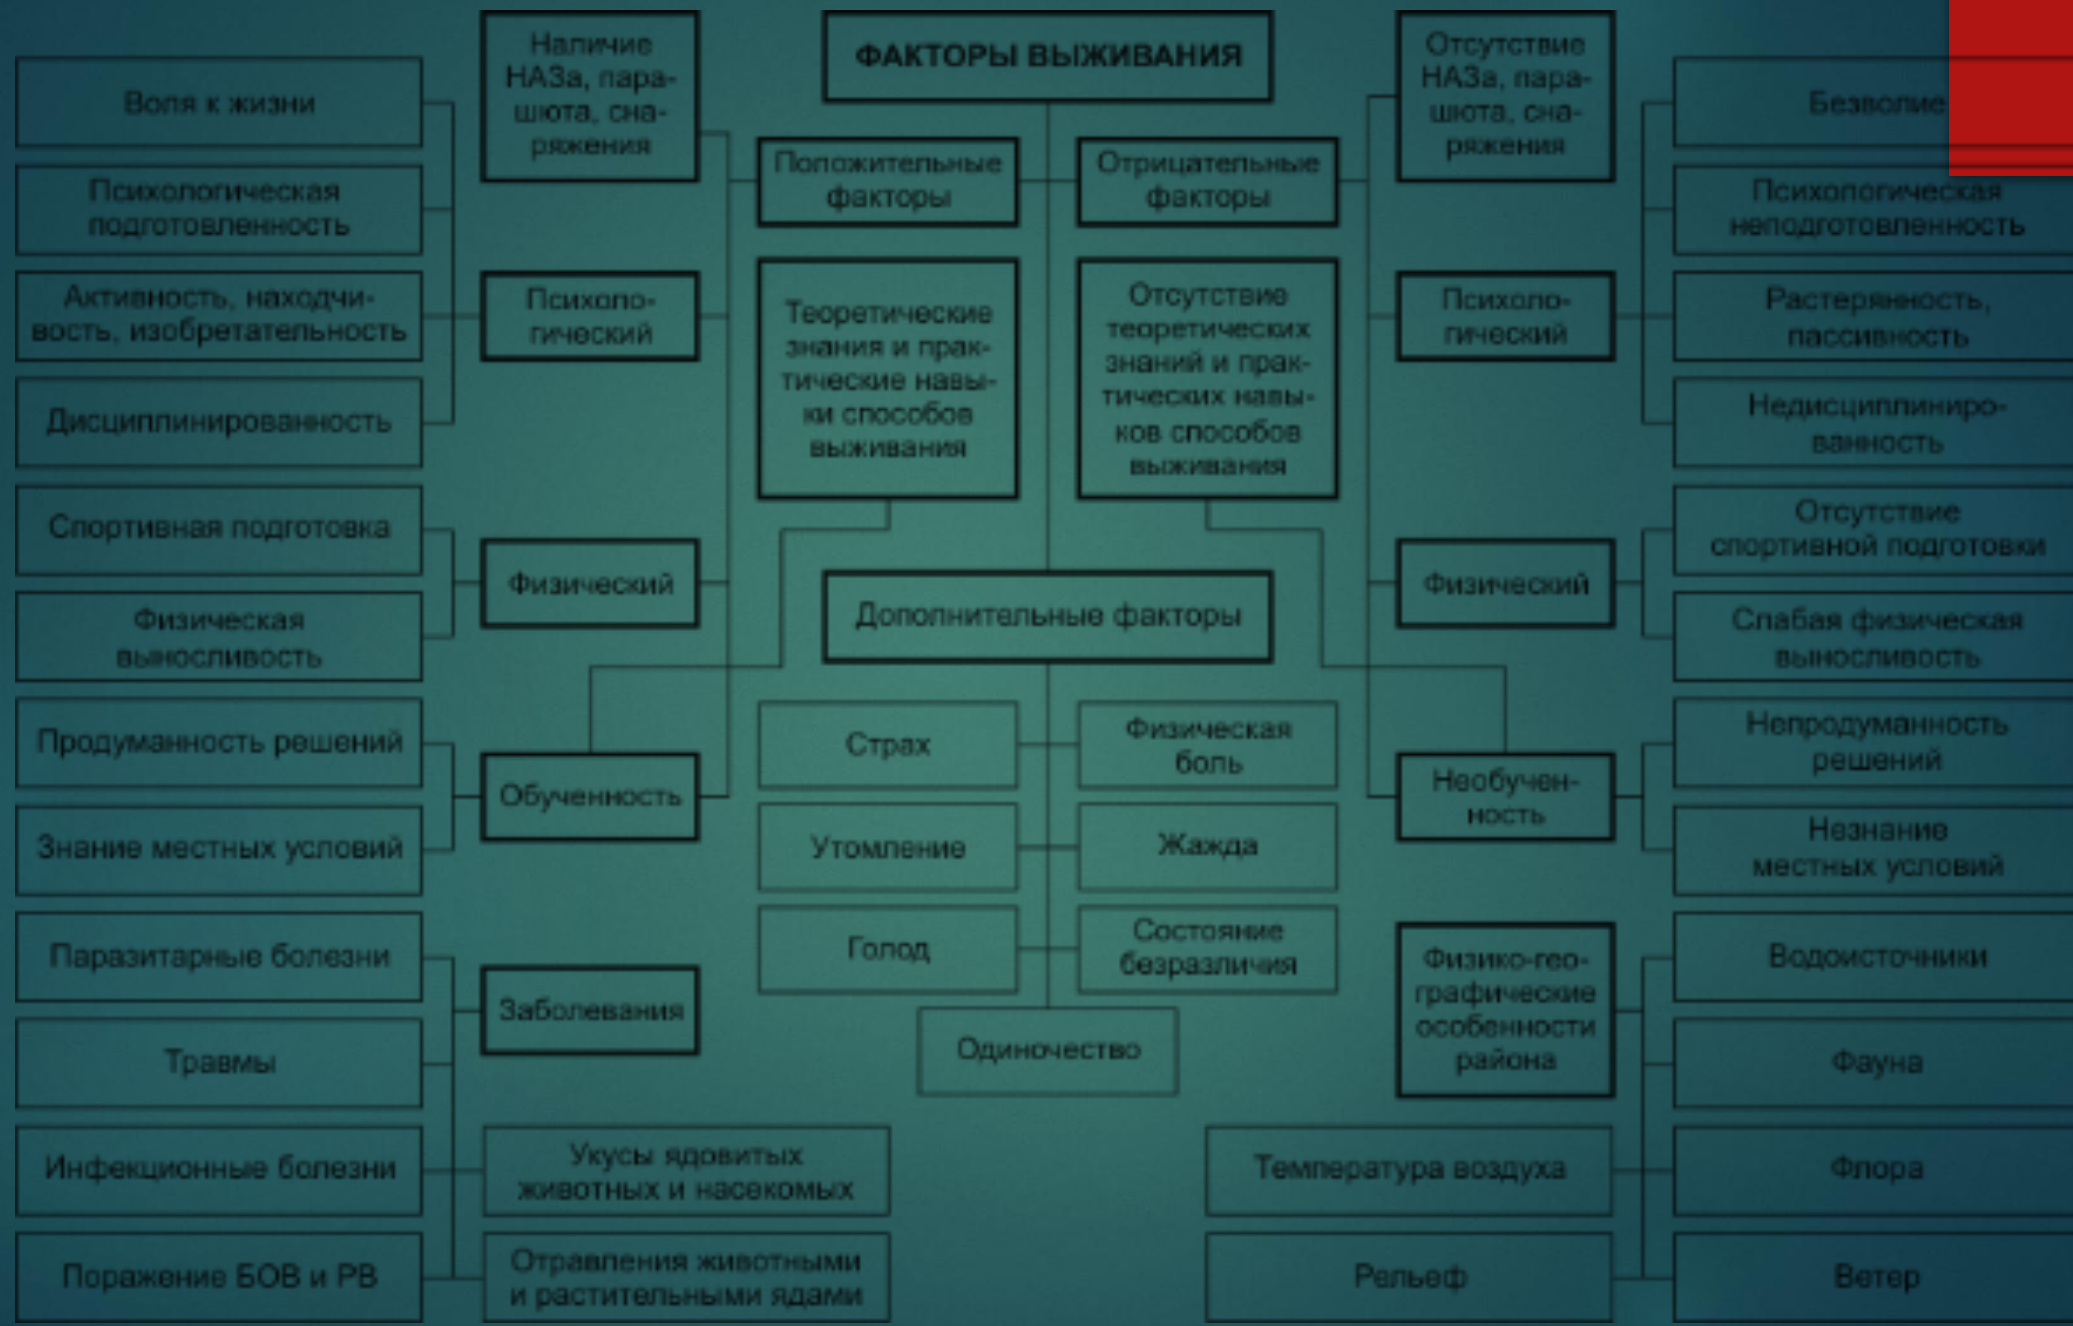 ФАКТОРЫ ВЫЖИВАНИЯ
Наличие
НАЗа, пара-
шюта, сна-
ряжения
Отсутствие
НАЗа, пара-
шюта, сна-
ряжения
Положительные
факторы
Отрицательные
факторы
Воля к жизни
Психологическая
подготовленность
Активность, находчи-
вость, изобретательность
Дисциплинированность
Психоло-
гический
Теоретические
знания и прак-
тические навы-
ки способов
выживания
Отсутствие
теоретических
знаний и прак-
тических навы-
ков способов
выживания
Психоло-
гический
Безволие
Психологическая
неподготовленность
Растерянность,
пассивность
Недисциплиниро-
ванность
Спортивная подготовка
Физическая
выносливость
Физический
Дополнительные факторы
Физический
Отсутствие
спортивной подготовки
Слабая физическая
выносливость
Продуманность решений
Знание местных условий
Обученность
Страх
Физическая
боль
Утомление
Жажда
Голод
Состояние
безразличия
Одиночество
Необучен-
ность
Непродуманность
решений
Незнание
местных условий
Паразитарные болезни
Травмы
Инфекционные болезни
Поражение БОВ и РВ
Заболевания
Укусы ядовитых
животных и насекомых
Отравления животными
и растительными ядами
Физико-гео-
графические
особенности
района
Водоисточники
Фауна
Температура воздуха
Флора
Рельеф
Ветер